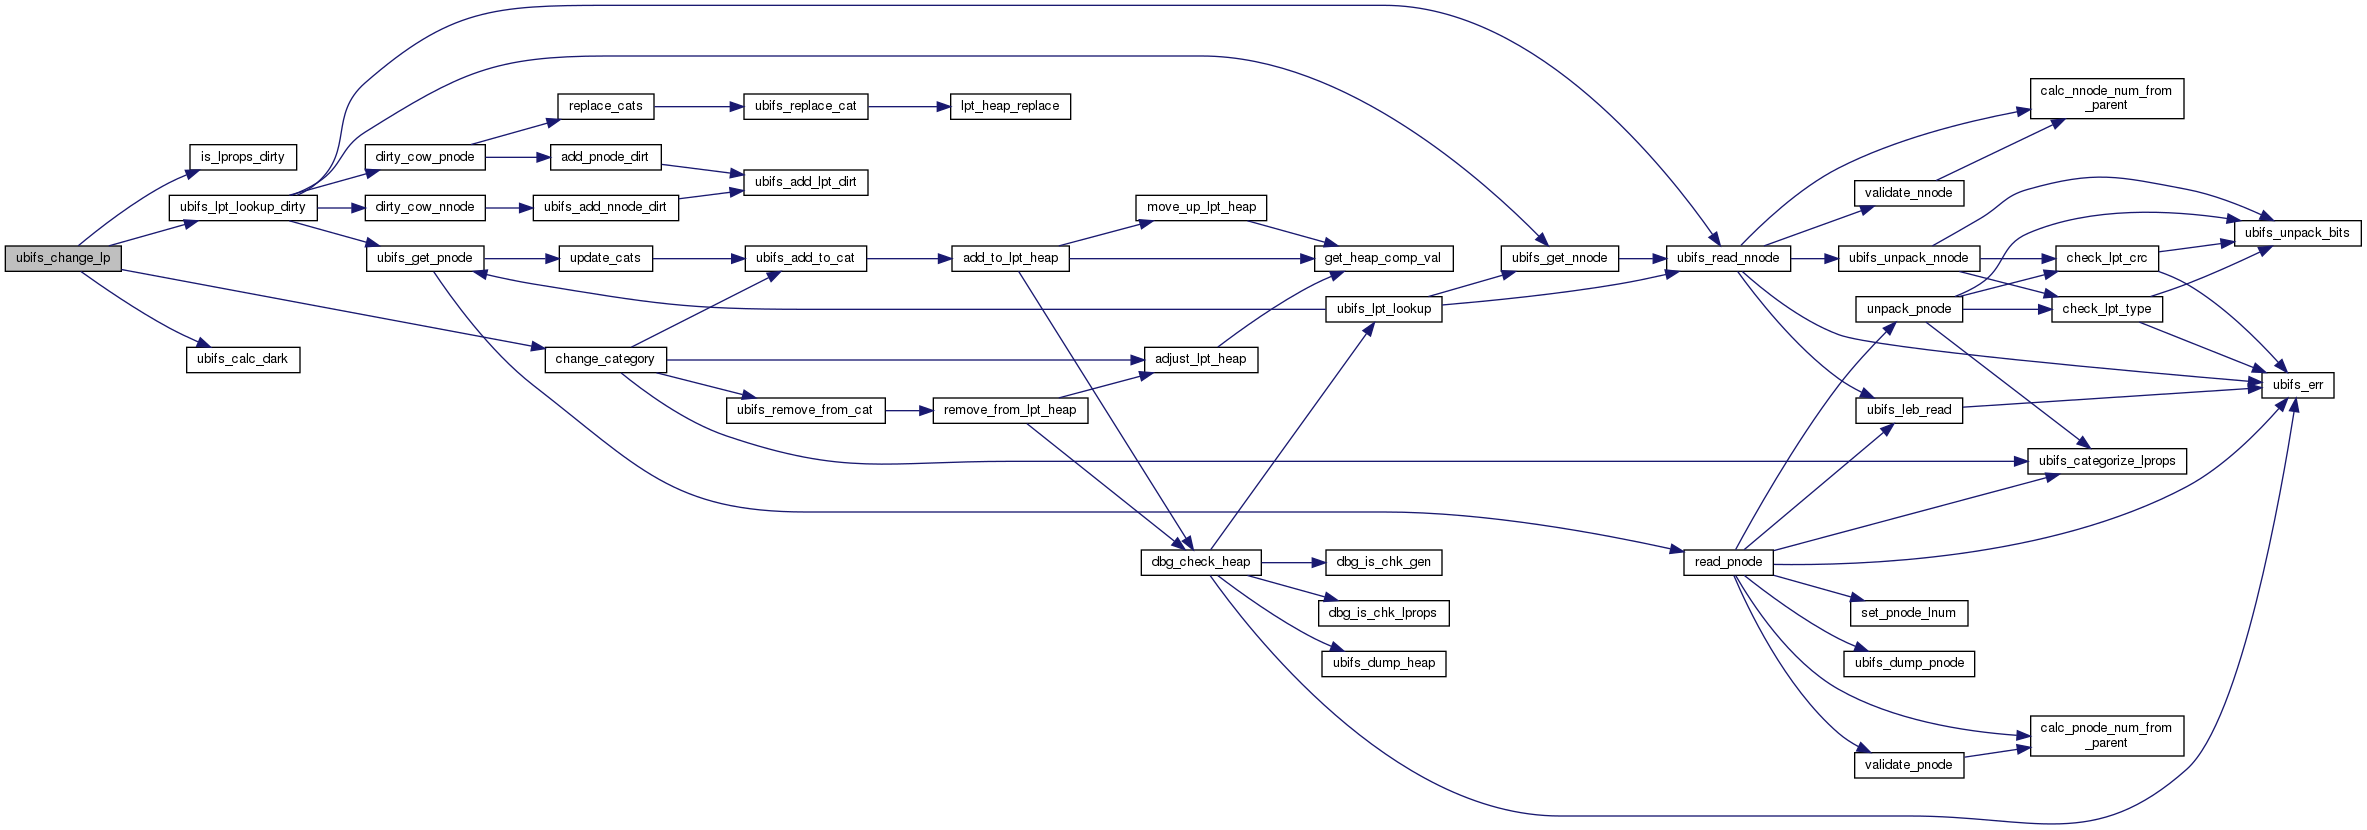 ubifs_change_lp
is_lprops_dirty
ubifs_lpt_lookup_dirty
ubifs_calc_dark
dirty_cow_pnode
dirty_cow_nnode
ubifs_get_pnode
replace_cats
add_pnode_dirt
ubifs_add_nnode_dirt
update_cats
change_category
ubifs_replace_cat
ubifs_add_lpt_dirt
ubifs_add_to_cat
ubifs_remove_from_cat
lpt_heap_replace
add_to_lpt_heap
remove_from_lpt_heap
move_up_lpt_heap
adjust_lpt_heap
dbg_check_heap
get_heap_comp_val
ubifs_lpt_lookup
dbg_is_chk_gen
dbg_is_chk_lprops
ubifs_dump_heap
ubifs_get_nnode
ubifs_read_nnode
read_pnode
validate_nnode
ubifs_unpack_nnode
unpack_pnode
ubifs_leb_read
set_pnode_lnum
ubifs_dump_pnode
validate_pnode
calc_nnode_num_from
_parent
check_lpt_crc
check_lpt_type
ubifs_categorize_lprops
calc_pnode_num_from
_parent
ubifs_unpack_bits
ubifs_err